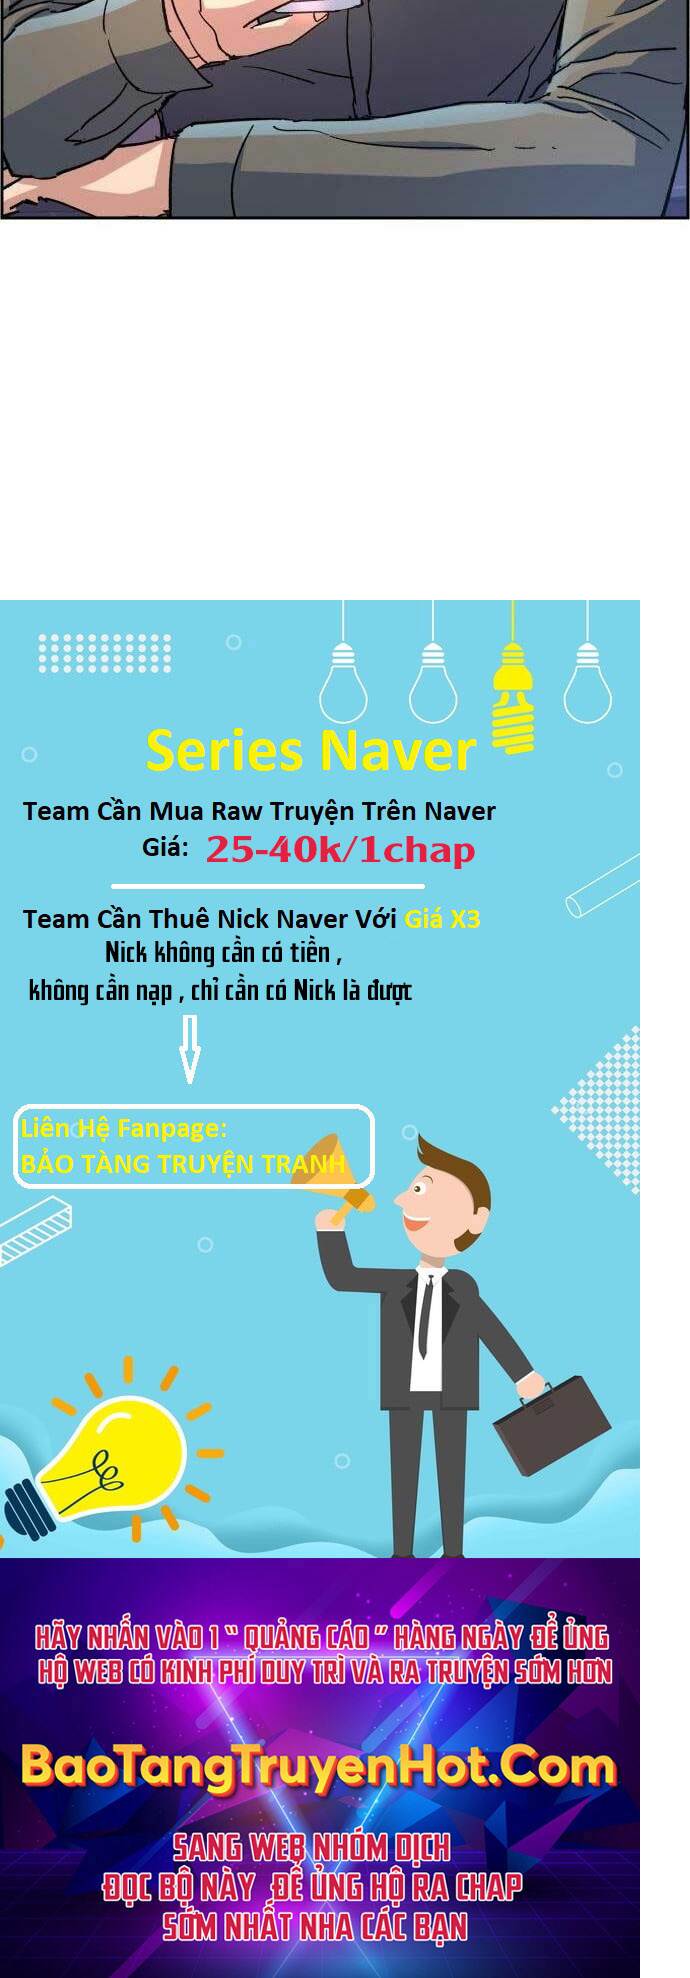 Series Naver
Team Cần Mua Raw Truyện Trên Naver
Giá: 25-40k/1chap
Team Cần Thuê Nick Naver Với Giá X3
Nick không cần có tiền ,
không cần nạp , chỉ cần có Nick là được
Liên Hệ Fanpage:
BẢO TÀNG TRUYỆN TRANH
HÃY NHẤN VÀO 1 “ QUẢNG CÁO ” HÀNG NGÀY ĐỂ ỦNG
HỘ WEB CÓ KINH PHÍ DUY TRÌ VÀ RA TRUYỆN SỚM HƠN
BaoTangTruyenHot.Com
SANG WEB NHÓM DỊCH
ĐỌC BỘ NÀY ,ĐỂ ỦNG HỘ RA CHAP
SỚM NHẤT NHA CÁC BẠN